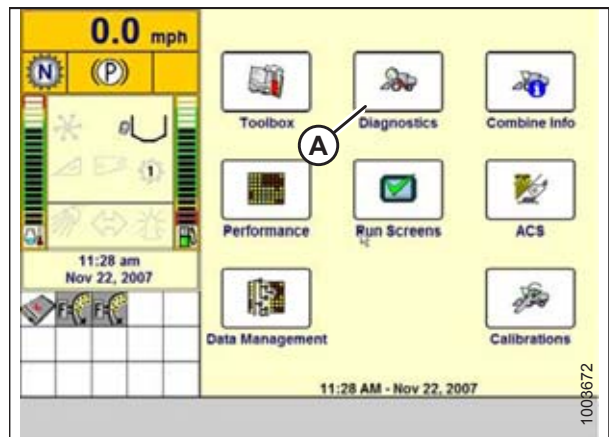 0.0 mph
N
(P)
1
11:28 am
Nov 22, 2007
F=
F=
Toolbox
Diagnostics
Combine Info
A
Performance
Run Screens
ACS
Data Management
Calibrations
11:28 AM - Nov 22, 2007
1003672